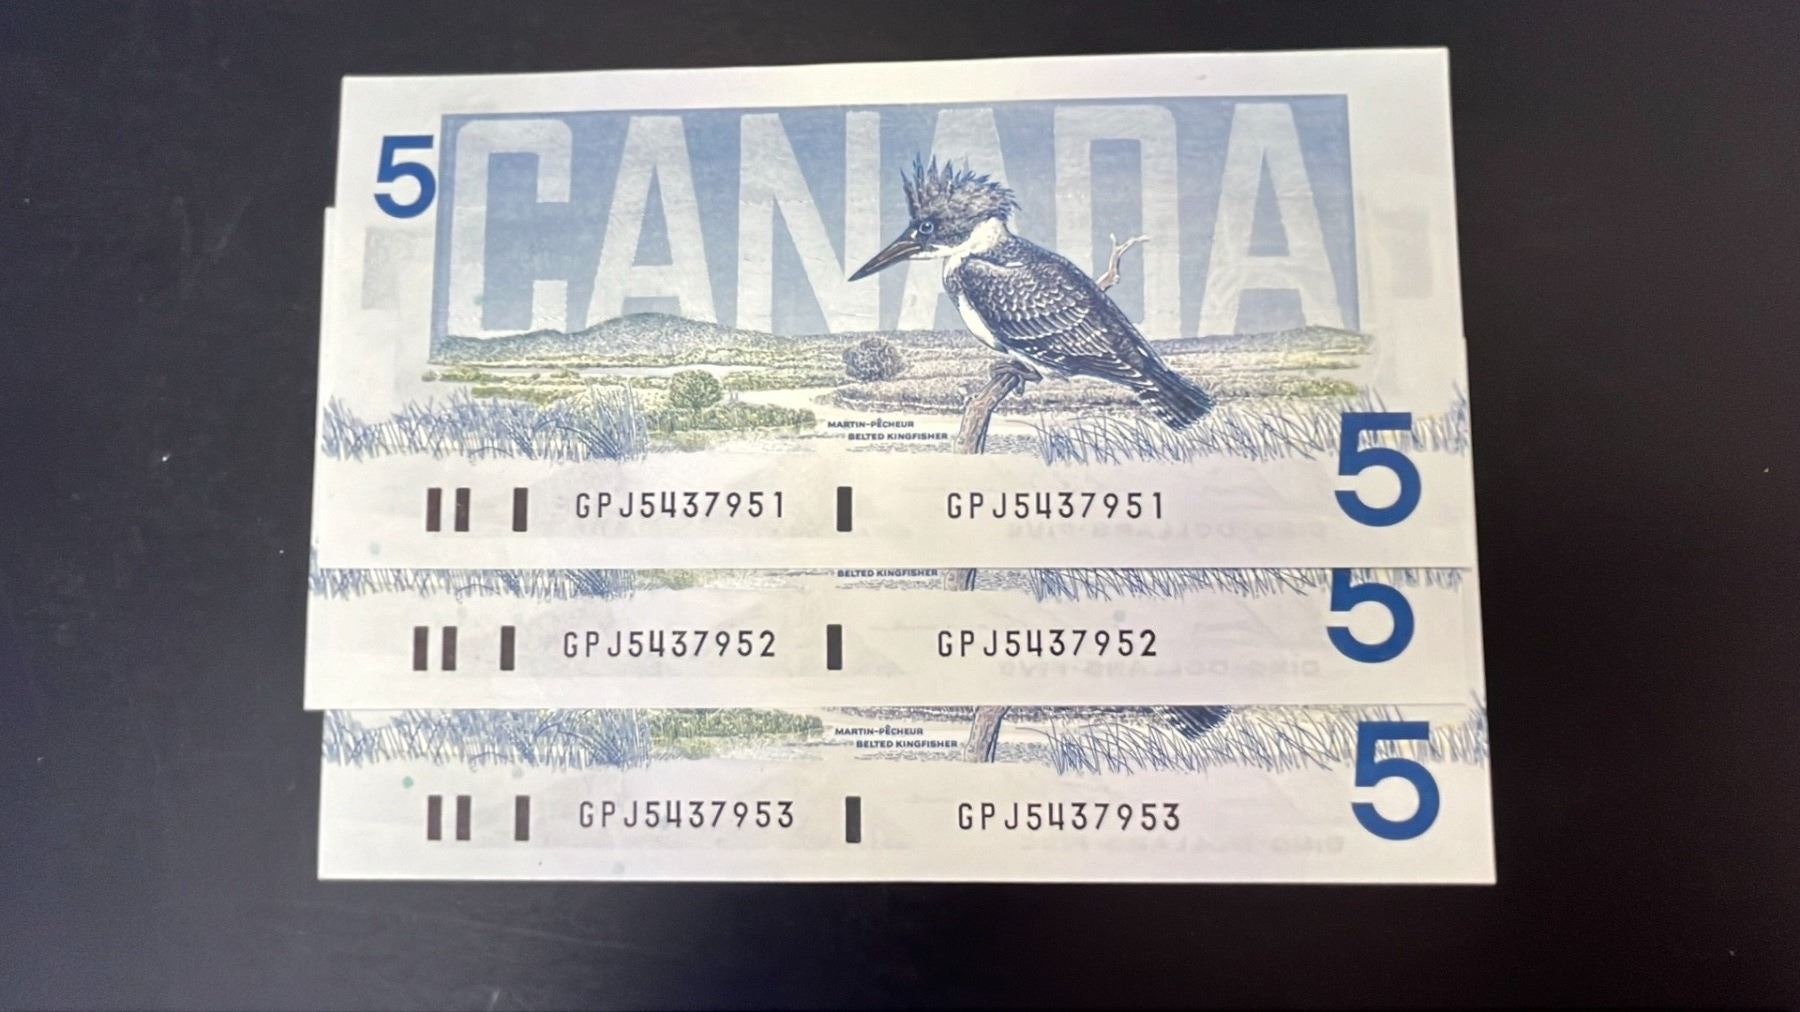 5
CANADA
MARTIN-PÊCHEUR
BELTED KINGFISHER
5
GPJ5437951 GPJ5437951
BELTED KINGFISHER
5
GPJ5437952 GPJ5437952
MARTIN-PÊCHEUR
BELTED KINGFISHER
5
GPJ5437953 GPJ5437953